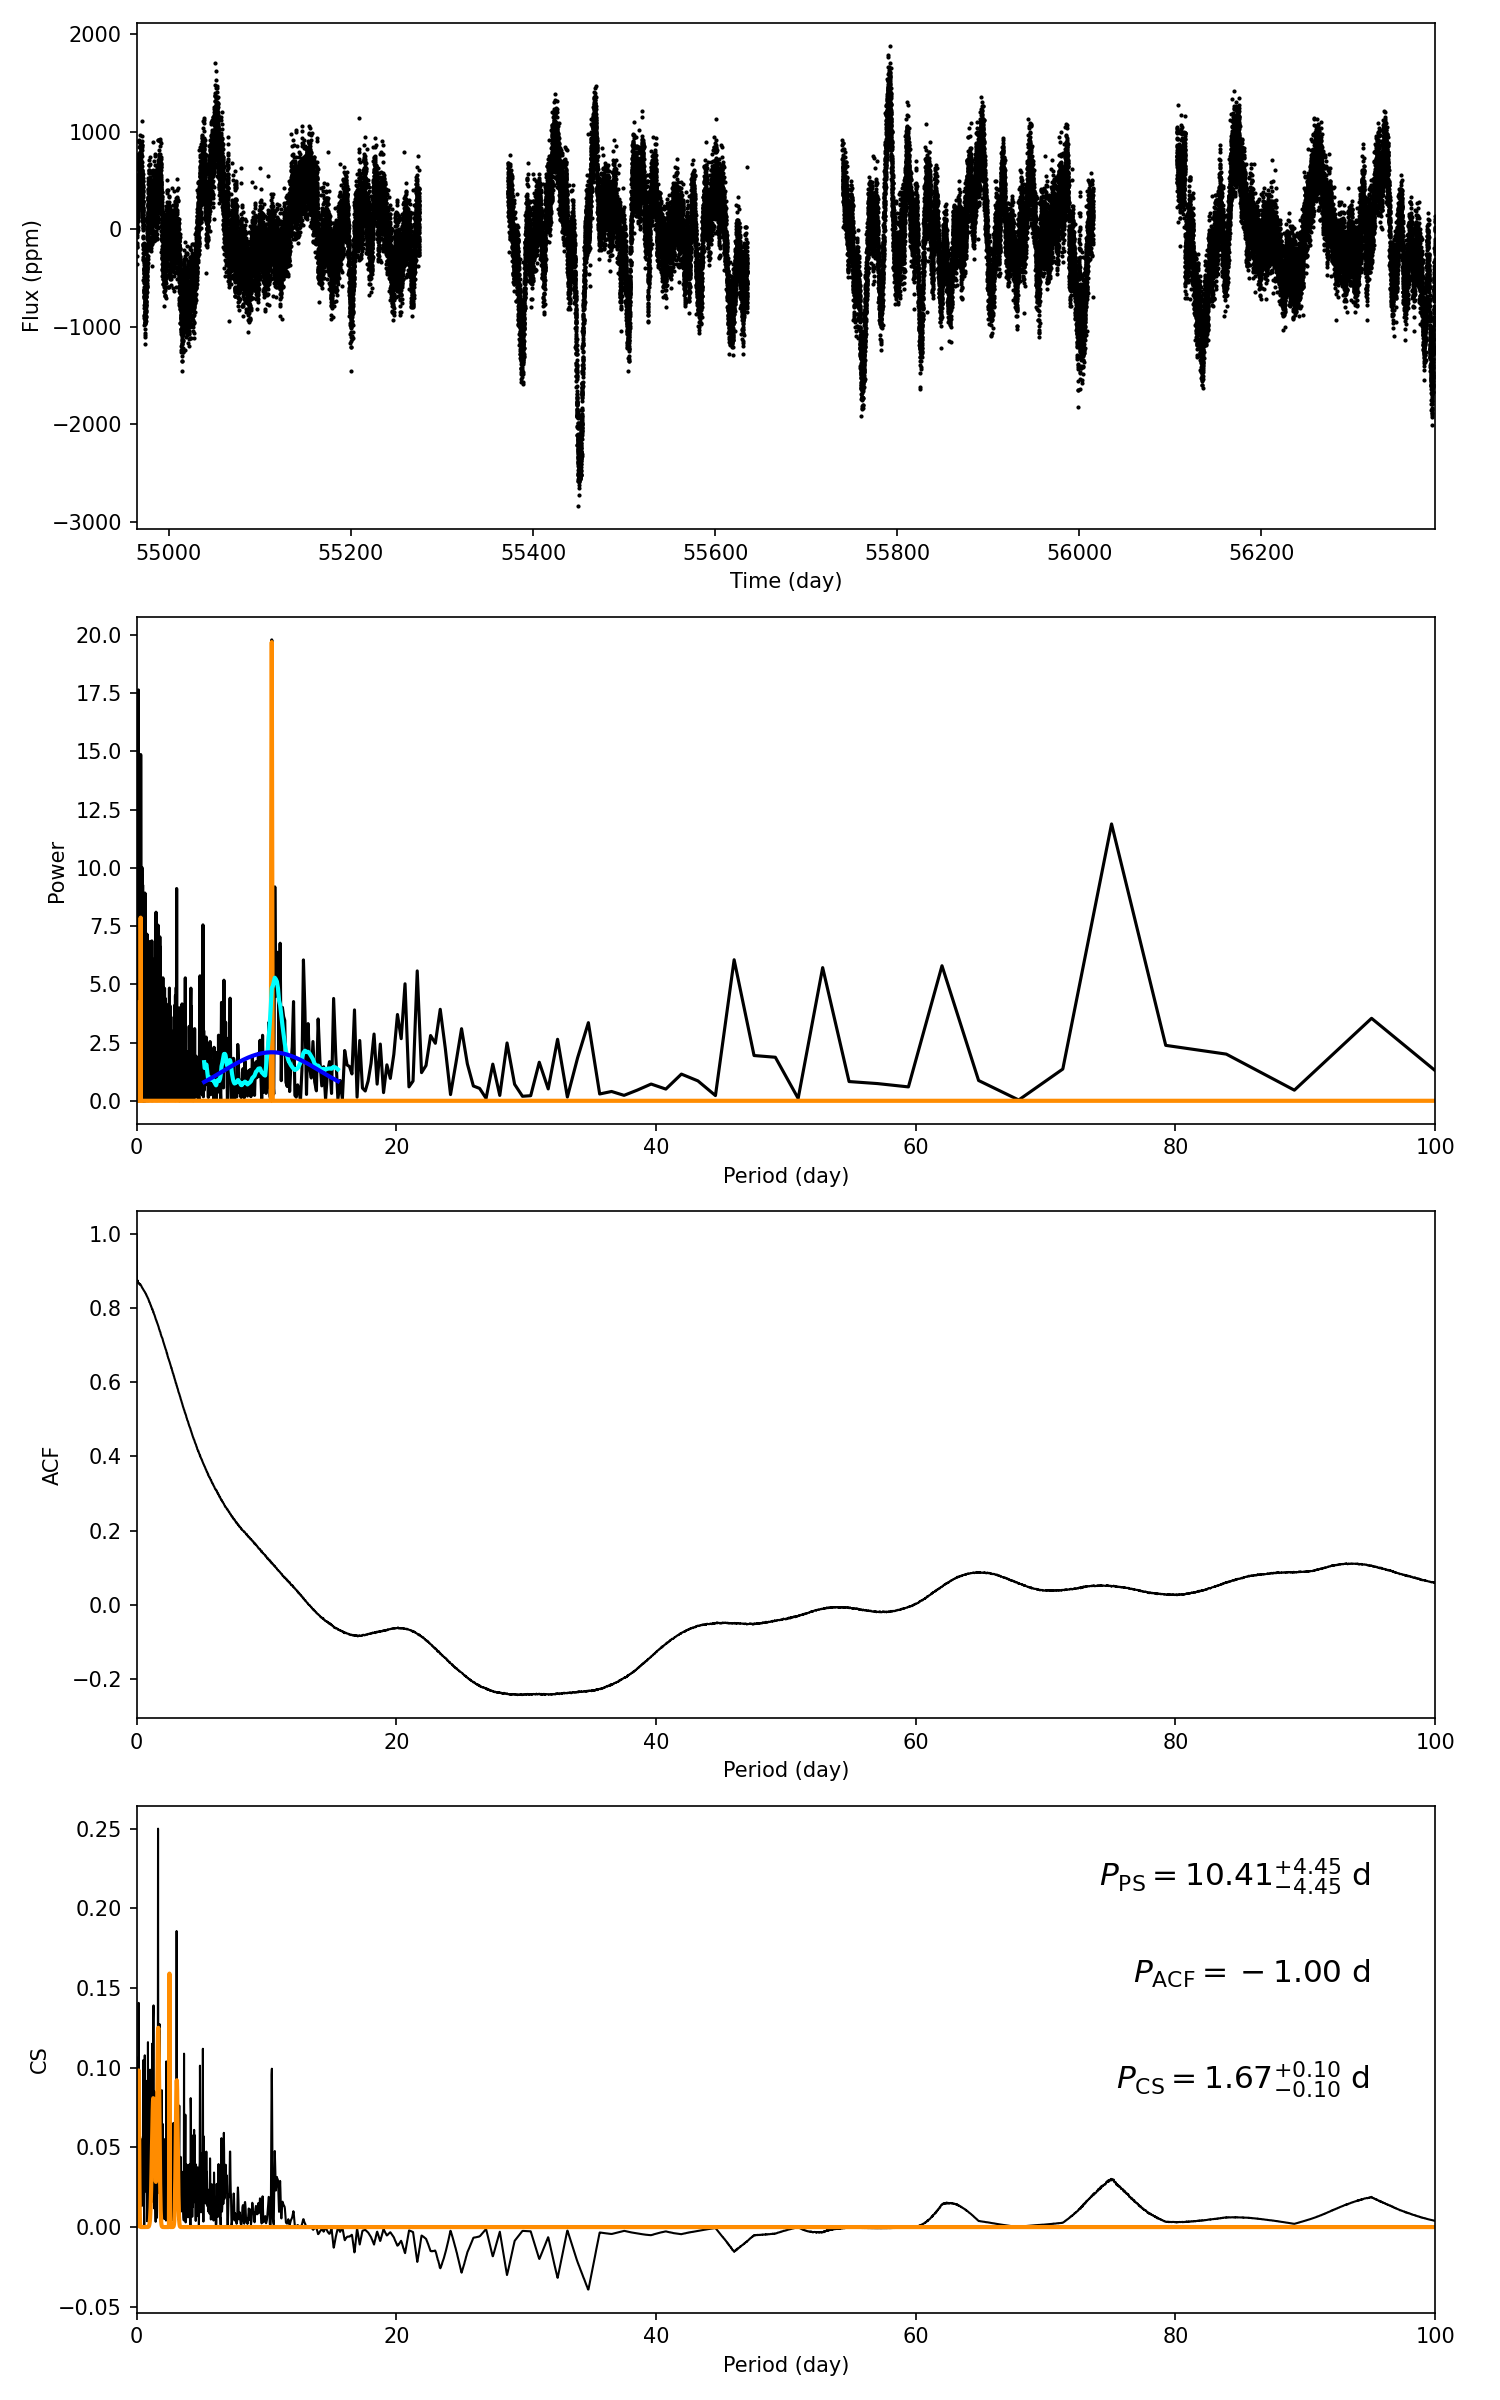 2000
1000
0
−1000
−2000
−3000
Flux (ppm)
55000 55200 55400 55600 55800 56000 56200
Time (day)
20.0
17.5
15.0
12.5
10.0
7.5
5.0
2.5
0.0
Power
0 20 40 60 80 100
Period (day)
1.0
0.8
0.6
0.4
0.2
0.0
−0.2
ACF
0 20 40 60 80 100
Period (day)
0.25
0.20
0.15
0.10
0.05
0.00
−0.05
CS
P_PS = 10.41 +4.45 −4.45 d
P_ACF = −1.00 d
P_CS = 1.67 +0.10 −0.10 d
0 20 40 60 80 100
Period (day)